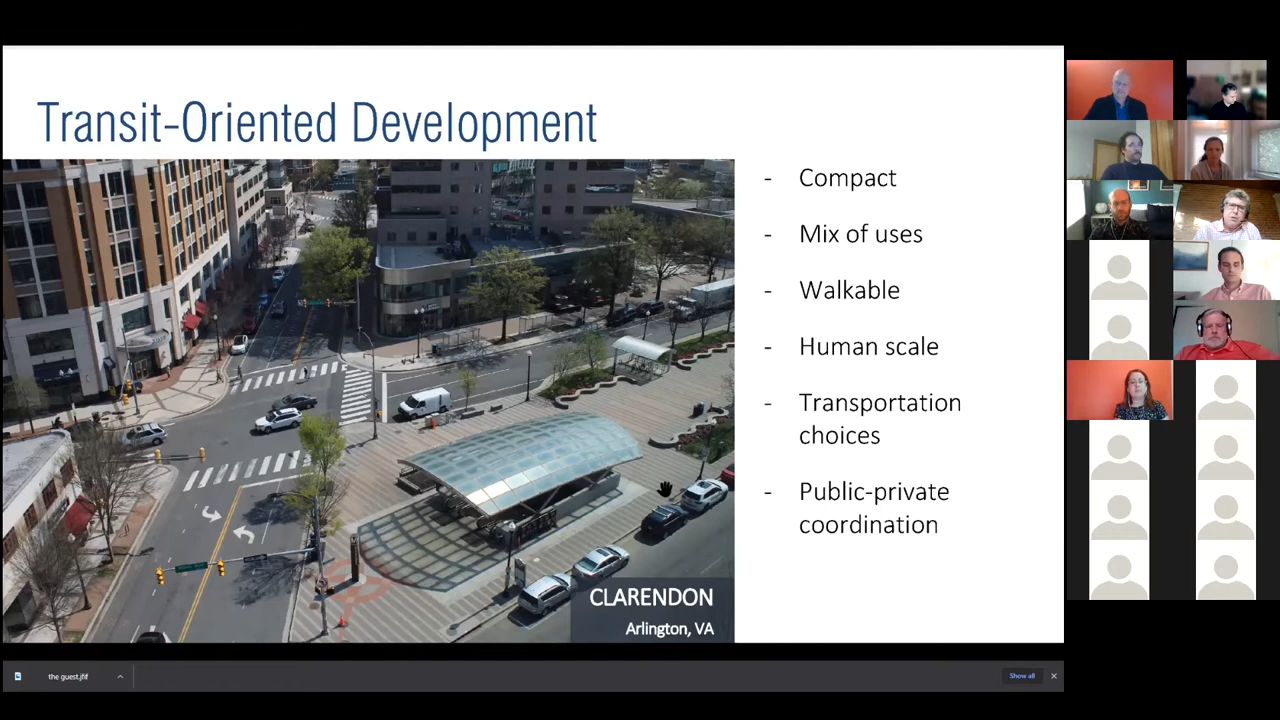 Transit-Oriented Development
- Compact
- Mix of uses
- Walkable
- Human scale
- Transportation
choices
- Public-private
coordination
CLARENDON
Arlington, VA
the guest.jfif
Show all